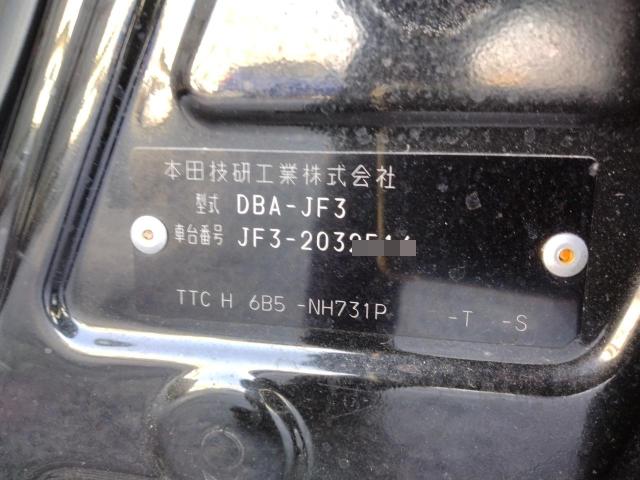 本田技研工業株式会社
型式 DBA-JF3
車台番号 JF3-2032
TTC H 6B5 -NH731P -T -S